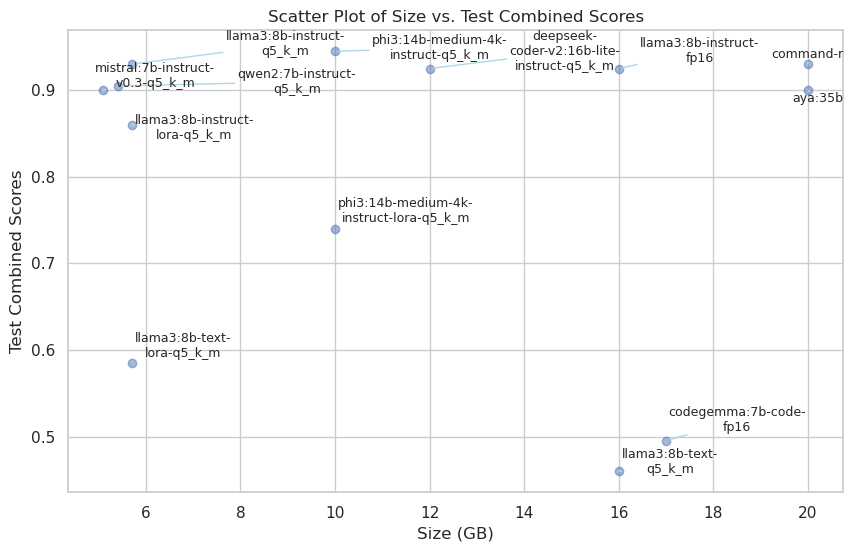 Scatter Plot of Size vs. Test Combined Scores
llama3:8b-instruct-
q5_k_m
phi3:14b-medium-4k-
instruct-q5_k_m
deepseek-
coder-v2:16b-lite-
instruct-q5_k_m
llama3:8b-instruct-
fp16
command-r
mistral:7b-instruct-
v0.3-q5_k_m
qwen2:7b-instruct-
q5_k_m
aya:35b
llama3:8b-instruct-
lora-q5_k_m
phi3:14b-medium-4k-
instruct-lora-q5_k_m
llama3:8b-text-
lora-q5_k_m
codegemma:7b-code-
fp16
llama3:8b-text-
q5_k_m
Test Combined Scores
0.9
0.8
0.7
0.6
0.5
6
8
10
12
14
16
18
20
Size (GB)